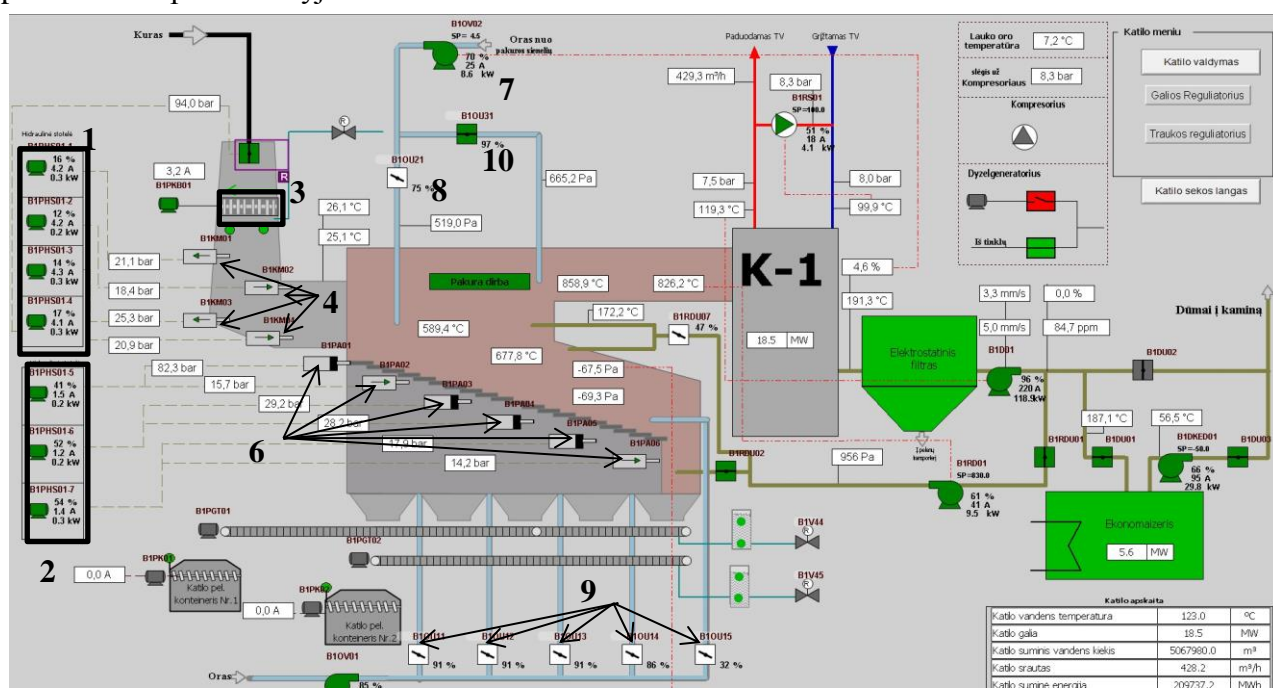 Kuras
94,0 bar
Hidraulinė stotelė
1
16 %
4.2 A
0.3 kW
B1PHS01-2
12 %
4.2 A
0.2 kW
B1PHS01-3
14 %
4.3 A
0.3 kW
B1PHS01-4
17 %
4.1 A
0.3 kW
B1PHS01-5
41 %
1.5 A
0.2 kW
B1PHS01-6
52 %
1.2 A
0.2 kW
B1PHS01-7
54 %
1.4 A
0.3 kW
2
3,2 A
B1PKB01
R
3
R
B1KM01
21,1 bar
B1KM02
18,4 bar
B1KM03
25,3 bar
B1KM04
20,9 bar
4
82,3 bar
15,7 bar
29,2 bar
28,2 bar
17,9 bar
14,2 bar
B1PA01
B1PA02
B1PA03
B1PA04
B1PA05
B1PA06
6
26,1 °C
25,1 °C
B1OV02
SP= 4.5
Oras nuo
pakuros sienelių
78 %
25 A
8.6 kW
7
B1OU21
75 %
8
B1OU31
97 %
10
665,2 Pa
519,0 Pa
Pakura dirba
858,9 °C
826,2 °C
589,4 °C
677,8 °C
172,2 °C
B1RDU07
47 %
-67,5 Pa
-69,3 Pa
Paduodamas TV
Grįžtamas TV
429,3 m³/h
8,3 bar
B1RS01
SP=100.0
51 %
18 A
4.1 kW
7,5 bar
8,0 bar
119,3 °C
99,9 °C
K-1
18.5 MW
4,6 %
191,3 °C
Elektrostatinis
filtras
Į pelenų
konteinerį
3,3 mm/s
5,0 mm/s
0,0 %
84,7 ppm
Dūmai į kaminą
B1D01
96 %
220 A
118.9kW
B1DU02
187,1 °C
56,5 °C
B1RDU01
B1DU01
B1DKED01
SP=-50.0
66 %
95 A
29.8 kW
B1DU03
B1RDU02
956 Pa
B1RD01
SP=830.0
61 %
41 A
9.5 kW
Ekonomaizeris
5.6 MW
Lauko oro
temperatūra
7,2 °C
slėgis už
Kompresoriaus
8,3 bar
Kompresorius
Dyzelgeneratorius
Iš tinklų
Katilo meniu
Katilo valdymas
Galios Reguliatorius
Traukos reguliatorius
Katilo sekos langas
B1PGT01
B1PGT02
B1V44
R
B1V45
R
B1PK01
0,0 A
Katilo pel.
konteineris Nr.1
B1PK02
0,0 A
Katilo pel.
konteineris Nr.2
9
B1OU11
91 %
B1OU12
91 %
B1OU13
91 %
B1OU14
86 %
B1OU15
32 %
B1OV01
Oras
85 %
Katilo apskaita
Katilo vandens temperatura 123.0 ºC
Katilo galia 18.5 MW
Katilo suminis vandens kiekis 5067980.0 m³
Katilo srautas 428.2 m³/h
Katilo suminė energija 209737.2 MWh